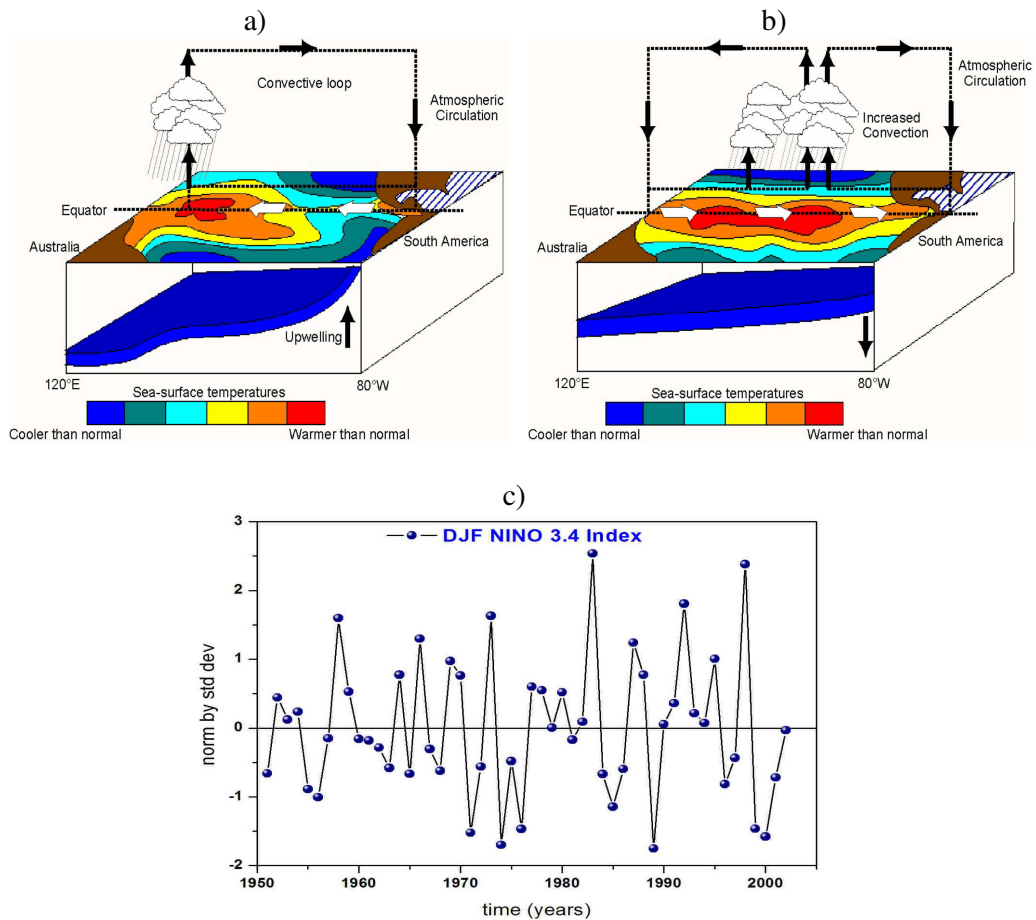 a)
Convective loop
Atmospheric
Circulation
Equator
Australia
South America
Upwelling
120°E
80°W
Sea-surface temperatures
Cooler than normal
Warmer than normal
b)
Atmospheric
Circulation
Increased
Convection
Equator
Australia
South America
120°E
80°W
Sea-surface temperatures
Cooler than normal
Warmer than normal
c)
DJF NINO 3.4 Index
norm by std dev
3
2
1
0
-1
-2
1950
1960
1970
1980
1990
2000
time (years)